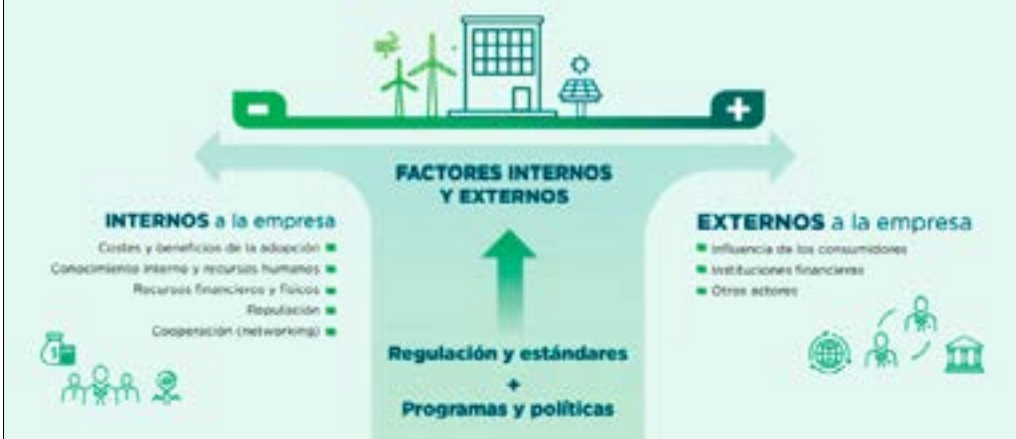 -
+
FACTORES INTERNOS
Y EXTERNOS
INTERNOS a la empresa
Costes y beneficios de la adopción
Conocimiento interno y recursos humanos
Recursos financieros y físicos
Reputación
Cooperación (networking)
EXTERNOS a la empresa
Influencia de los consumidores
Instituciones financieras
Otros actores
Regulación y estándares
+
Programas y políticas